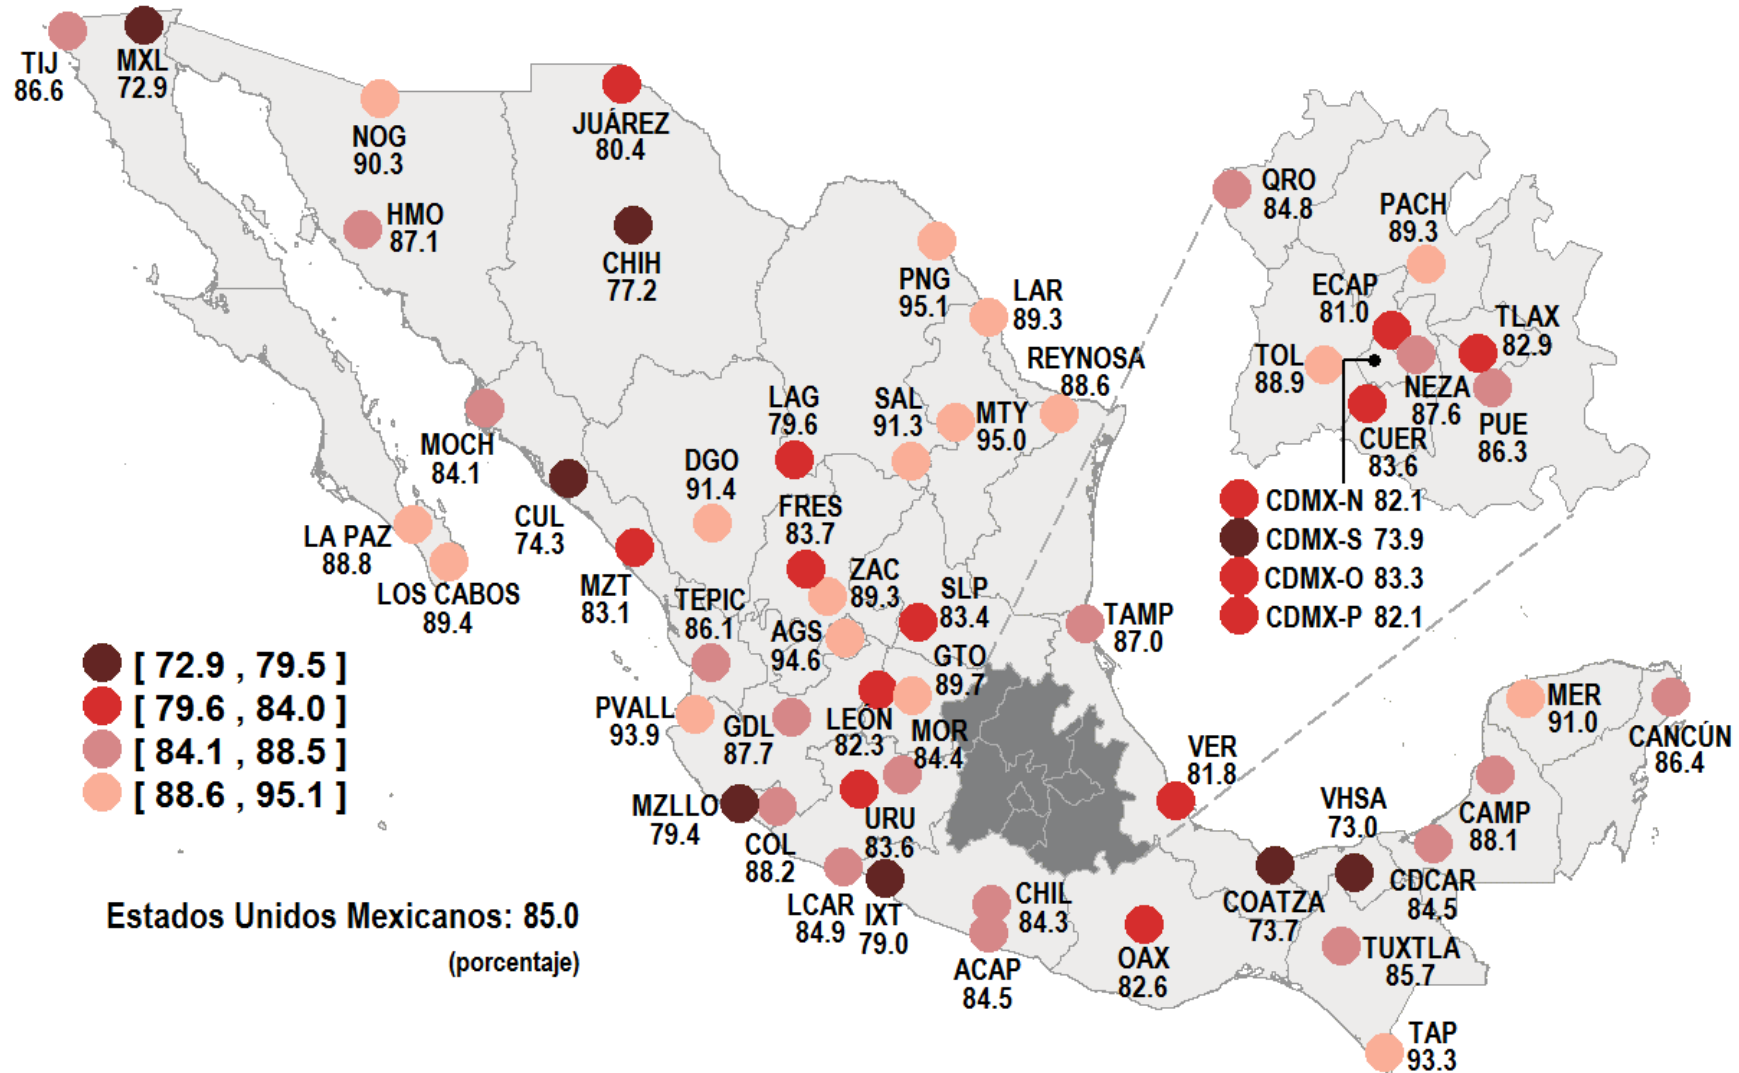 TIJ
86.6
MXL
72.9
NOG
90.3
HMO
87.1
JUÁREZ
80.4
CHIH
77.2
PNG
95.1
LAR
89.3
REYNOSA
88.6
MOCH
84.1
CUL
74.3
LA PAZ
88.8
LOS CABOS
89.4
MZT
83.1
DGO
91.4
LAG
79.6
SAL
91.3
MTY
95.0
FRES
83.7
ZAC
89.3
SLP
83.4
TEPIC
86.1
AGS
94.6
GTO
89.7
PVALL
93.9
GDL
87.7
LEÓN
82.3
MOR
84.4
MZLLO
79.4
COL
88.2
URU
83.6
LCAR
84.9
IXT
79.0
CHIL
84.3
ACAP
84.5
OAX
82.6
TAMP
87.0
VER
81.8
COATZA
73.7
VHSA
73.0
CDCAR
84.5
CAMP
88.1
MER
91.0
CANCÚN
86.4
TUXTLA
85.7
TAP
93.3
QRO
84.8
PACH
89.3
ECAP
81.0
TLAX
82.9
TOL
88.9
NEZA
87.6
PUE
86.3
CUER
83.6
CDMX-N 82.1
CDMX-S 73.9
CDMX-O 83.3
CDMX-P 82.1
[ 72.9 , 79.5 ]
[ 79.6 , 84.0 ]
[ 84.1 , 88.5 ]
[ 88.6 , 95.1 ]
Estados Unidos Mexicanos: 85.0
(porcentaje)